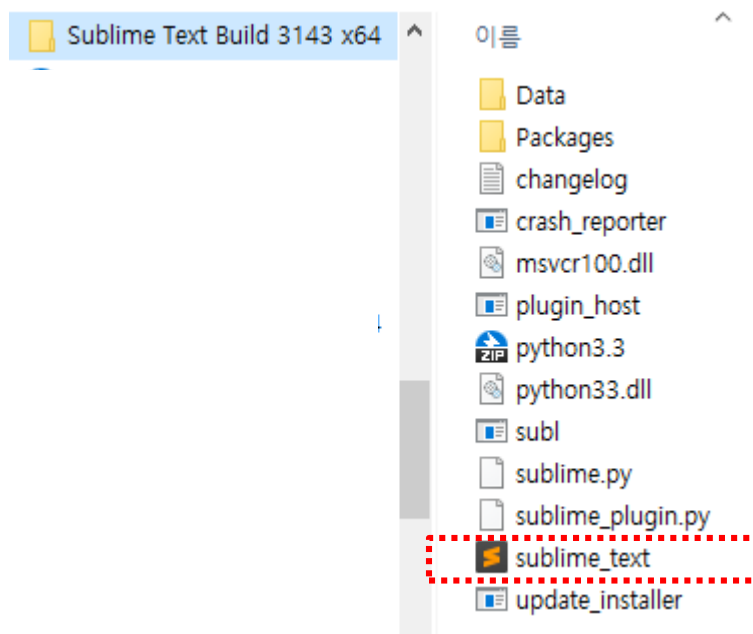 Sublime Text Build 3143 x64
이름
Data
Packages
changelog
crash_reporter
msvcr100.dll
plugin_host
ZIP
python3.3
python33.dll
subl
sublime.py
sublime_plugin.py
sublime_text
update_installer